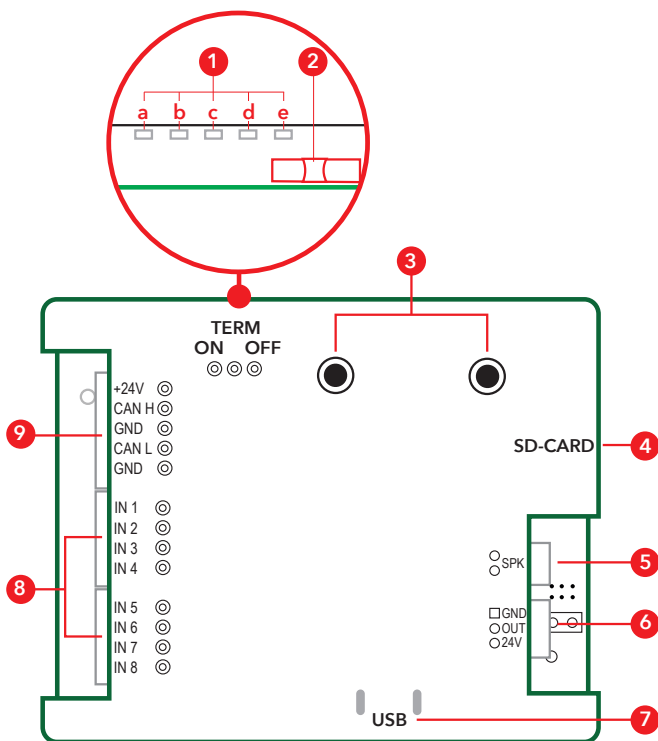 1
2
a b c d e
3
TERM
ON OFF
+24V
CAN H
GND
CAN L
GND
9
SD-CARD
4
IN 1
IN 2
IN 3
IN 4
8
IN 5
IN 6
IN 7
IN 8
SPK
5
GND
OUT
24V
6
USB
7